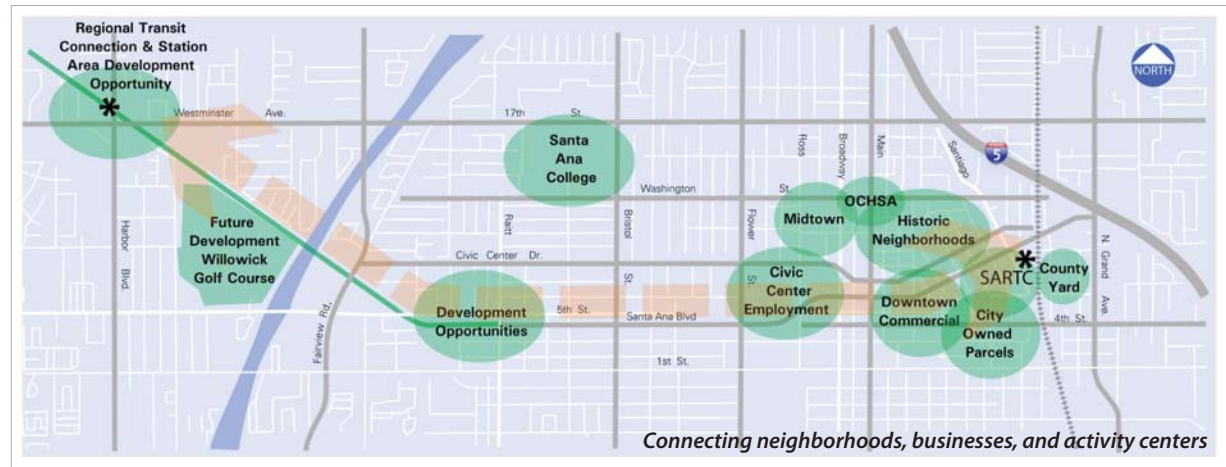 Regional Transit
Connection & Station
Area Development
Opportunity
NORTH
Westminster Ave.
17th St.
Santa
Ana
College
Ross
Broadway
Main
Santiago
INTERSTATE
5
Washington St.
OCHSA
Midtown
Historic
Neighborhoods
Harbor Blvd.
Future
Development
Willowick
Golf Course
Raitt
Bristol St.
Flower St.
Civic Center Dr.
Civic
Center
Employment
SARTC
County
Yard
N. Grand Ave.
Fairview Rd.
Development
Opportunities
5th St.
Santa Ana Blvd
Downtown
Commercial
City
Owned
Parcels
4th St.
1st St.
Connecting neighborhoods, businesses, and activity centers